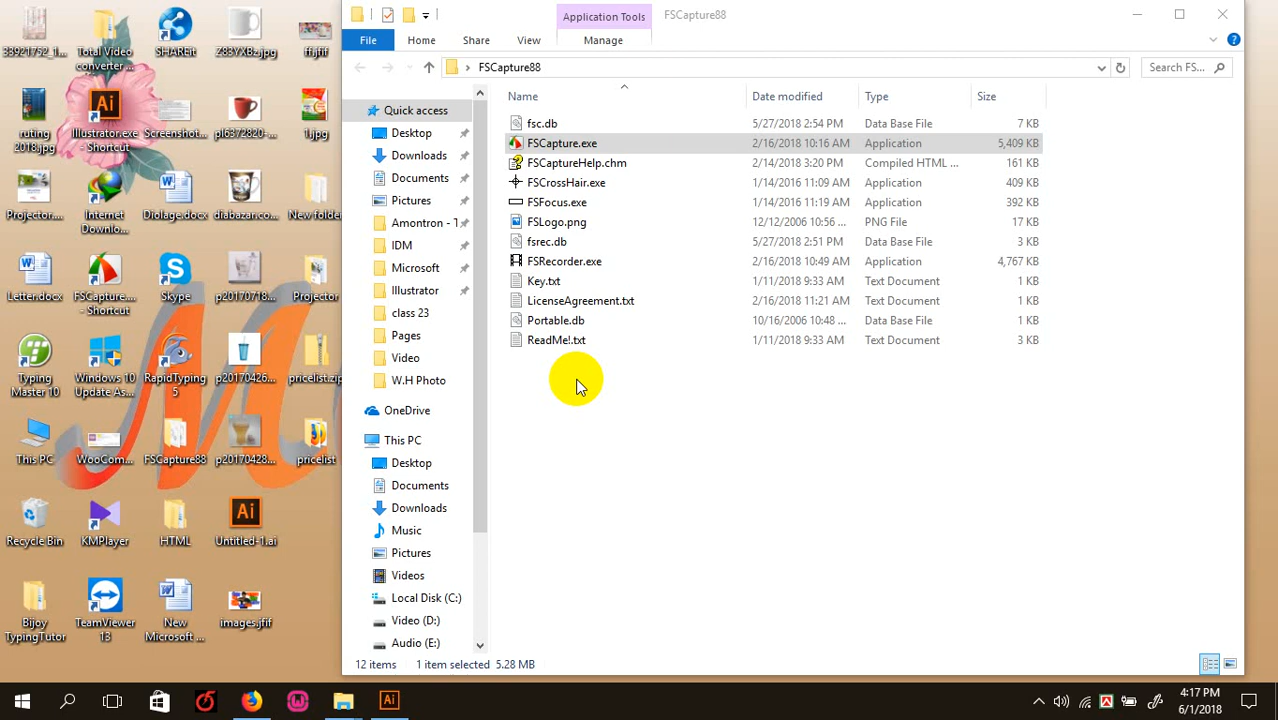 33921752_1...
Total Video
converter ...
SHAREit
Z83YXBz.jpg
ffj.jfif
ruting
2018.jpg
Illustrator.exe
- Shortcut
Screenshot...
pl6372820-...
1.jpg
Projector....
Internet
Downlo...
Diolage.docx
diabazar.co...
New folder
Letter.docx
FSCapture....
- Shortcut
Skype
p20170718...
Projector
Typing
Master 10
Windows 10
Update As...
RapidTyping
5
p20170426...
pricelist.zip
This PC
WooCom...
FSCapture88
p20170428...
pricelist
Recycle Bin
KMPlayer
HTML
Untitled-1.ai
Bijoy
TypingTutor
TeamViewer
13
New
Microsoft ...
images.jfif
Application Tools
FSCapture88
File
Home
Share
View
Manage
FSCapture88
Search FS...
Quick access
Desktop
Downloads
Documents
Pictures
Amontron - T
IDM
Microsoft
Illustrator
class 23
Pages
Video
W.H Photo
OneDrive
This PC
Desktop
Documents
Downloads
Music
Pictures
Videos
Local Disk (C:)
Video (D:)
Audio (E:)
Name Date modified Type Size
fsc.db 5/27/2018 2:54 PM Data Base File 7 KB
FSCapture.exe 2/16/2018 10:16 AM Application 5,409 KB
FSCaptureHelp.chm 2/14/2018 3:20 PM Compiled HTML ... 161 KB
FSCrossHair.exe 1/14/2016 11:09 AM Application 409 KB
FSFocus.exe 1/14/2016 11:19 AM Application 392 KB
FSLogo.png 12/12/2006 10:56 ... PNG File 17 KB
fsrec.db 5/27/2018 2:51 PM Data Base File 3 KB
FSRecorder.exe 2/16/2018 10:49 AM Application 4,767 KB
Key.txt 1/11/2018 9:33 AM Text Document 1 KB
LicenseAgreement.txt 2/16/2018 11:21 AM Text Document 1 KB
Portable.db 10/16/2006 10:48 ... Data Base File 1 KB
ReadMe!.txt 1/11/2018 9:33 AM Text Document 3 KB
12 items 1 item selected 5.28 MB
4:17 PM
6/1/2018